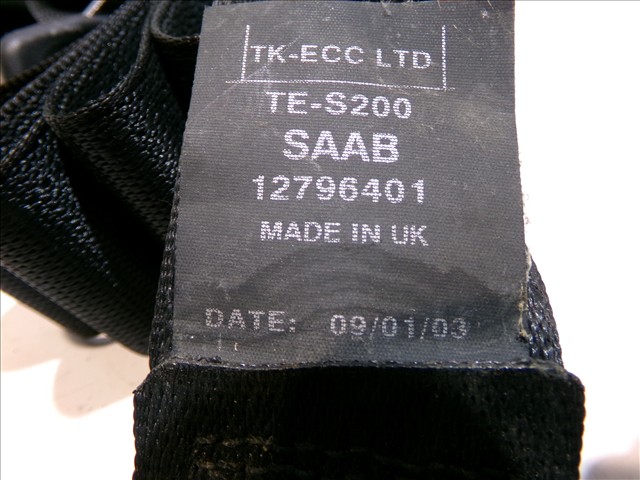 TK-ECC LTD
TE-S200
SAAB
12796401
MADE IN UK
DATE: 09/01/03